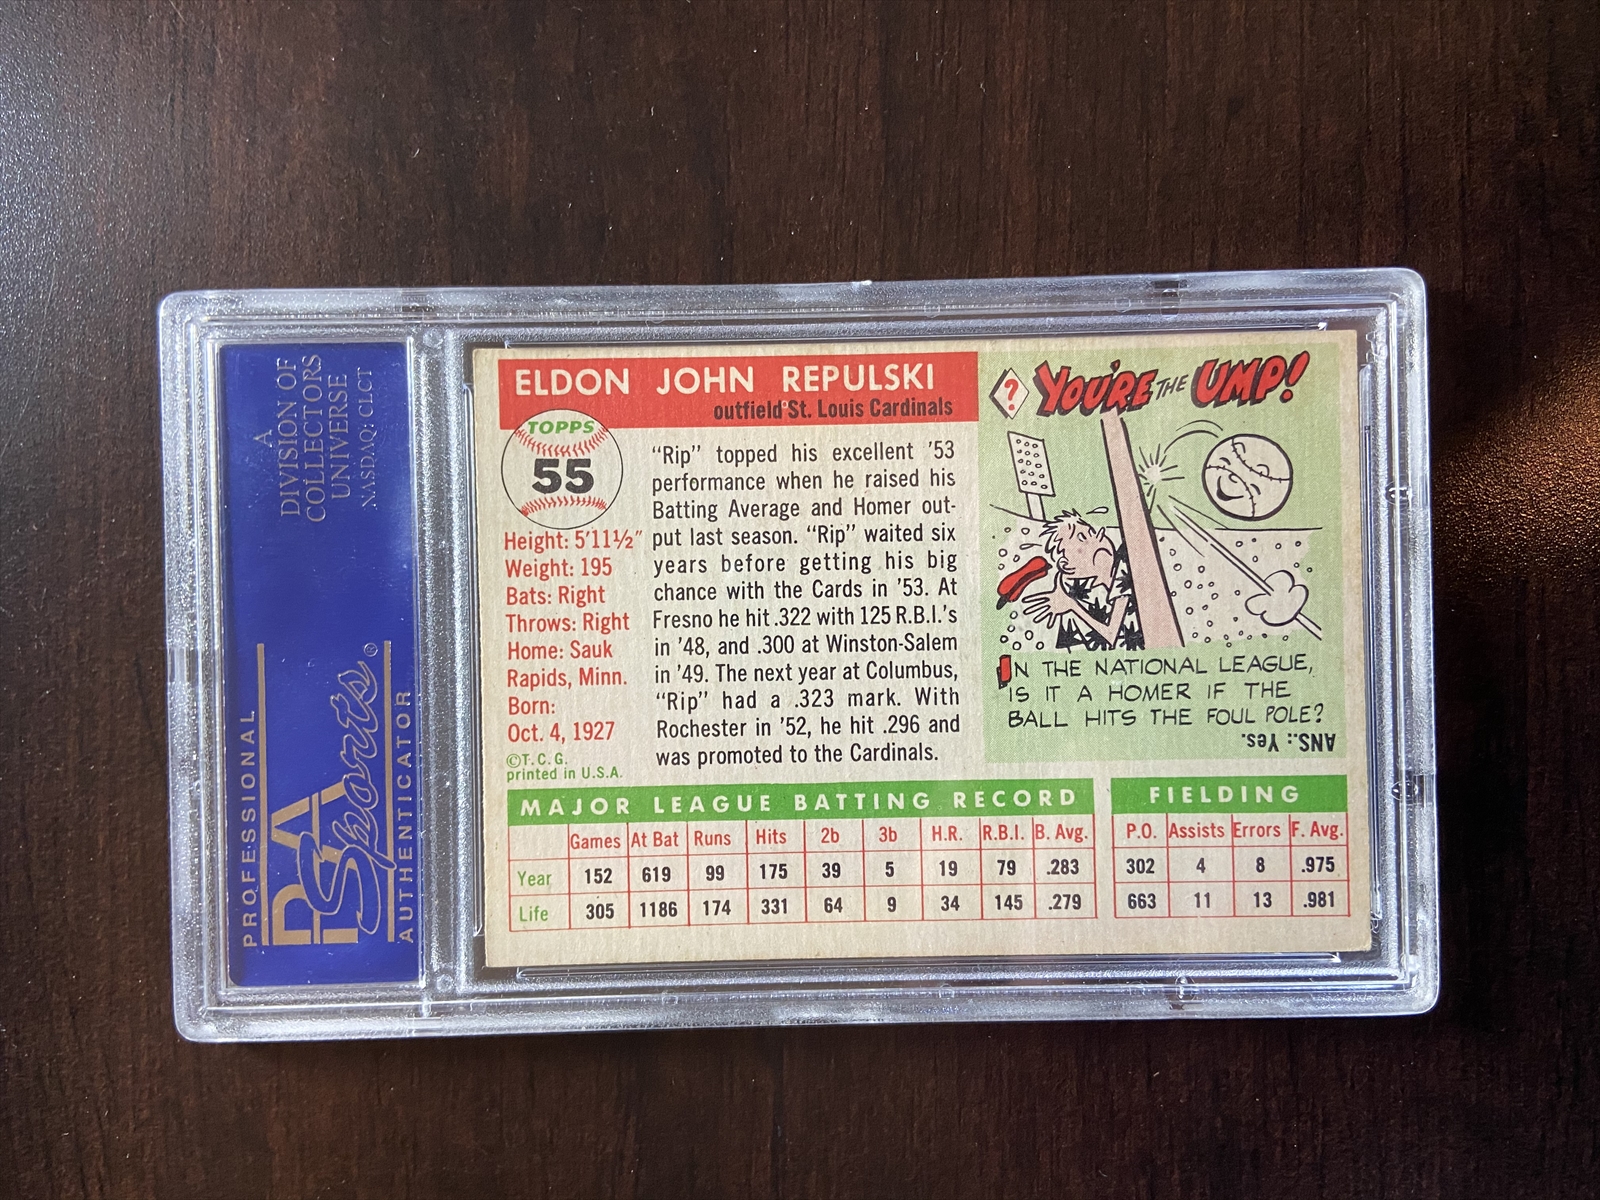 A
DIVISION OF
COLLECTORS
UNIVERSE
NASDAQ: CLCT
PROFESSIONAL
PSA
Sports®
AUTHENTICATOR
ELDON JOHN REPULSKI
outfield St. Louis Cardinals
TOPPS
55
Height: 5'11½"
Weight: 195
Bats: Right
Throws: Right
Home: Sauk
Rapids, Minn.
Born:
Oct. 4, 1927
©T.C.G.
printed in U.S.A.
"Rip" topped his excellent '53
performance when he raised his
Batting Average and Homer out-
put last season. "Rip" waited six
years before getting his big
chance with the Cards in '53. At
Fresno he hit .322 with 125 R.B.I.'s
in '48, and .300 at Winston-Salem
in '49. The next year at Columbus,
"Rip" had a .323 mark. With
Rochester in '52, he hit .296 and
was promoted to the Cardinals.
? YOU'RE THE UMP!
IN THE NATIONAL LEAGUE,
IS IT A HOMER IF THE
BALL HITS THE FOUL POLE?
ANS.: Yes.
MAJOR LEAGUE BATTING RECORD
Games At Bat Runs Hits 2b 3b H.R. R.B.I. B. Avg.
Year 152 619 99 175 39 5 19 79 .283
Life 305 1186 174 331 64 9 34 145 .279
FIELDING
P.O. Assists Errors F. Avg.
302 4 8 .975
663 11 13 .981